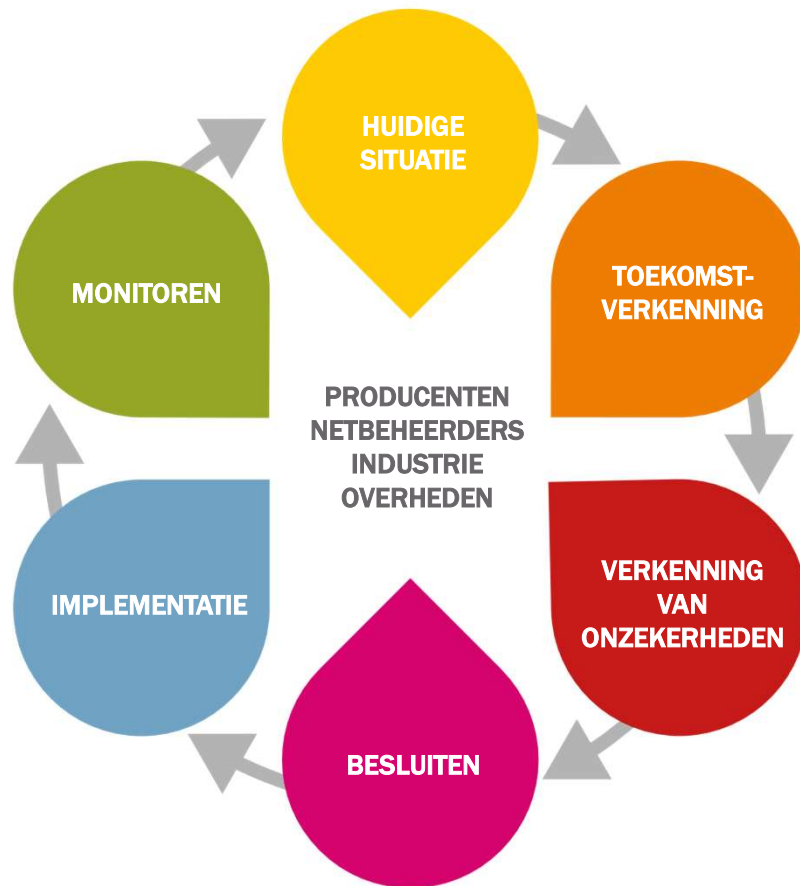 HUIDIGE
SITUATIE
TOEKOMST-
VERKENNING
VERKENNING
VAN
ONZEKERHEDEN
BESLUITEN
IMPLEMENTATIE
MONITOREN
PRODUCENTEN
NETBEHEERDERS
INDUSTRIE
OVERHEDEN